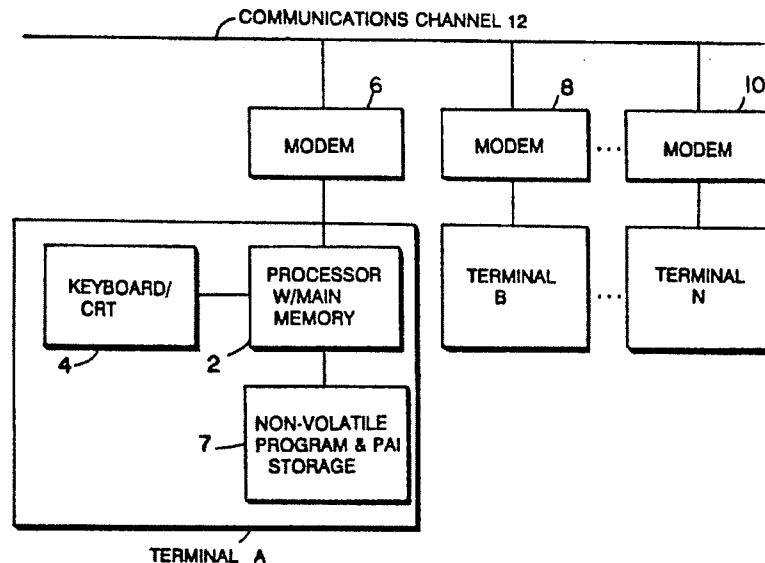 COMMUNICATIONS CHANNEL 12
6
8
10
MODEM
MODEM
...
MODEM
KEYBOARD/
CRT
4
PROCESSOR
W/MAIN
MEMORY
2
TERMINAL
B
...
TERMINAL
N
7
NON-VOLATILE
PROGRAM & PAI
STORAGE
TERMINAL A